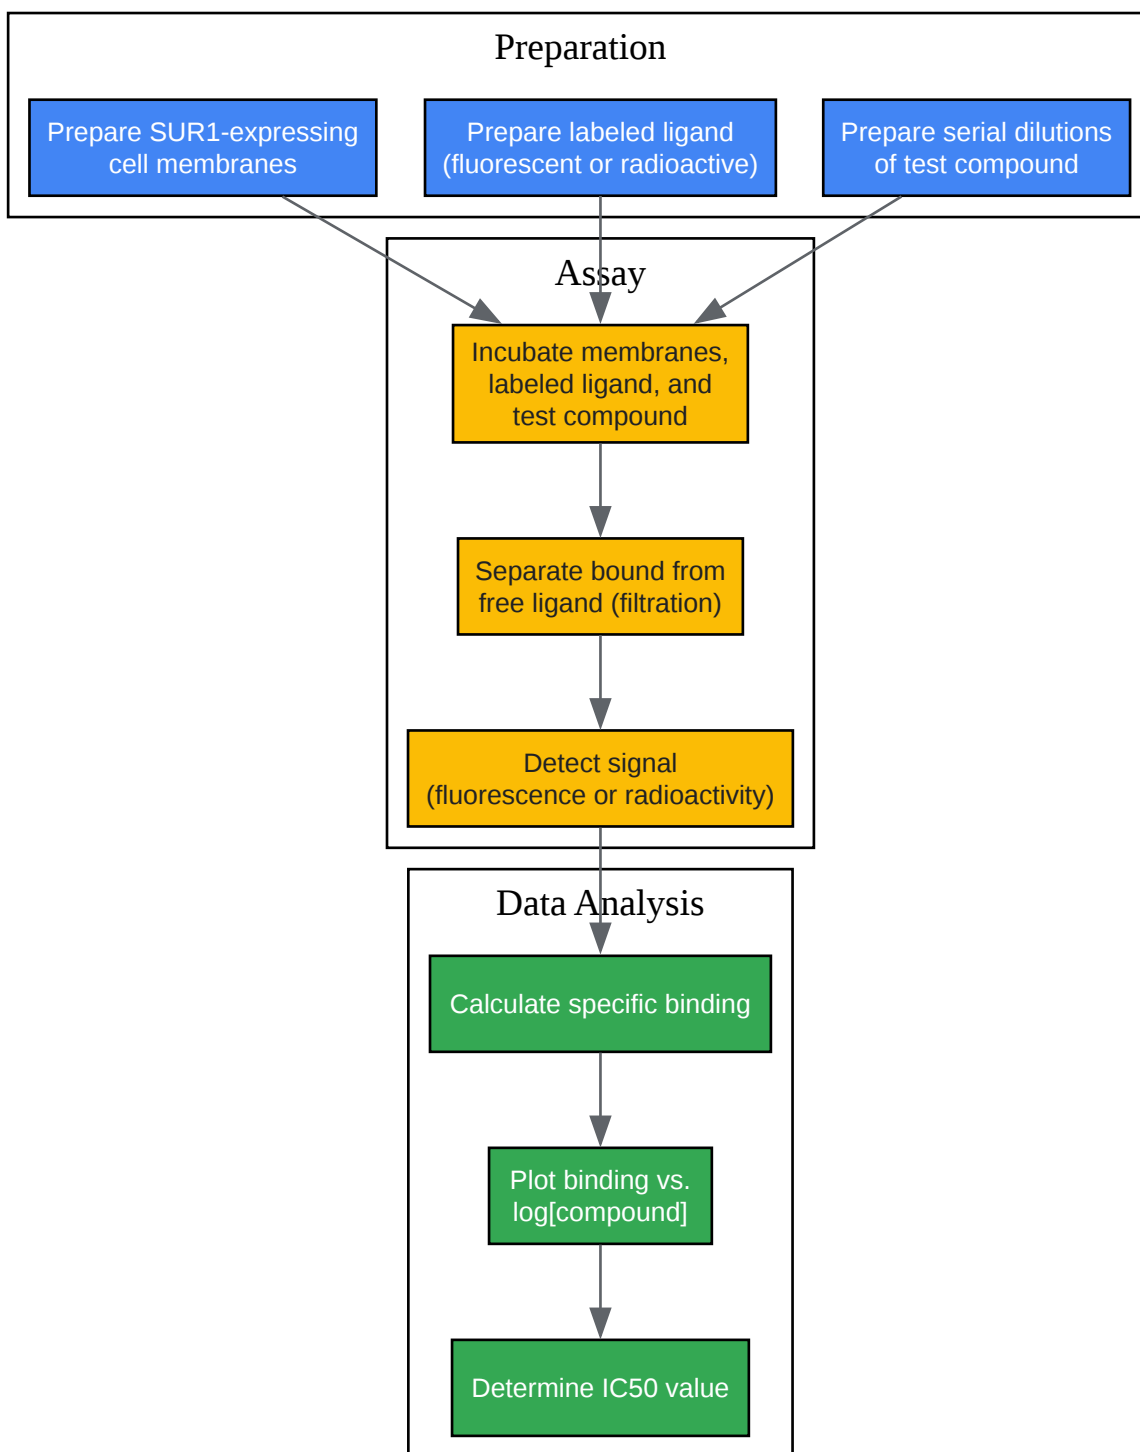 Preparation
Prepare SUR1-expressing
cell membranes
Prepare labeled ligand
(fluorescent or radioactive)
Prepare serial dilutions
of test compound
Assay
Incubate membranes,
labeled ligand, and
test compound
Separate bound from
free ligand (filtration)
Detect signal
(fluorescence or radioactivity)
Data Analysis
Calculate specific binding
Plot binding vs.
log[compound]
Determine IC50 value